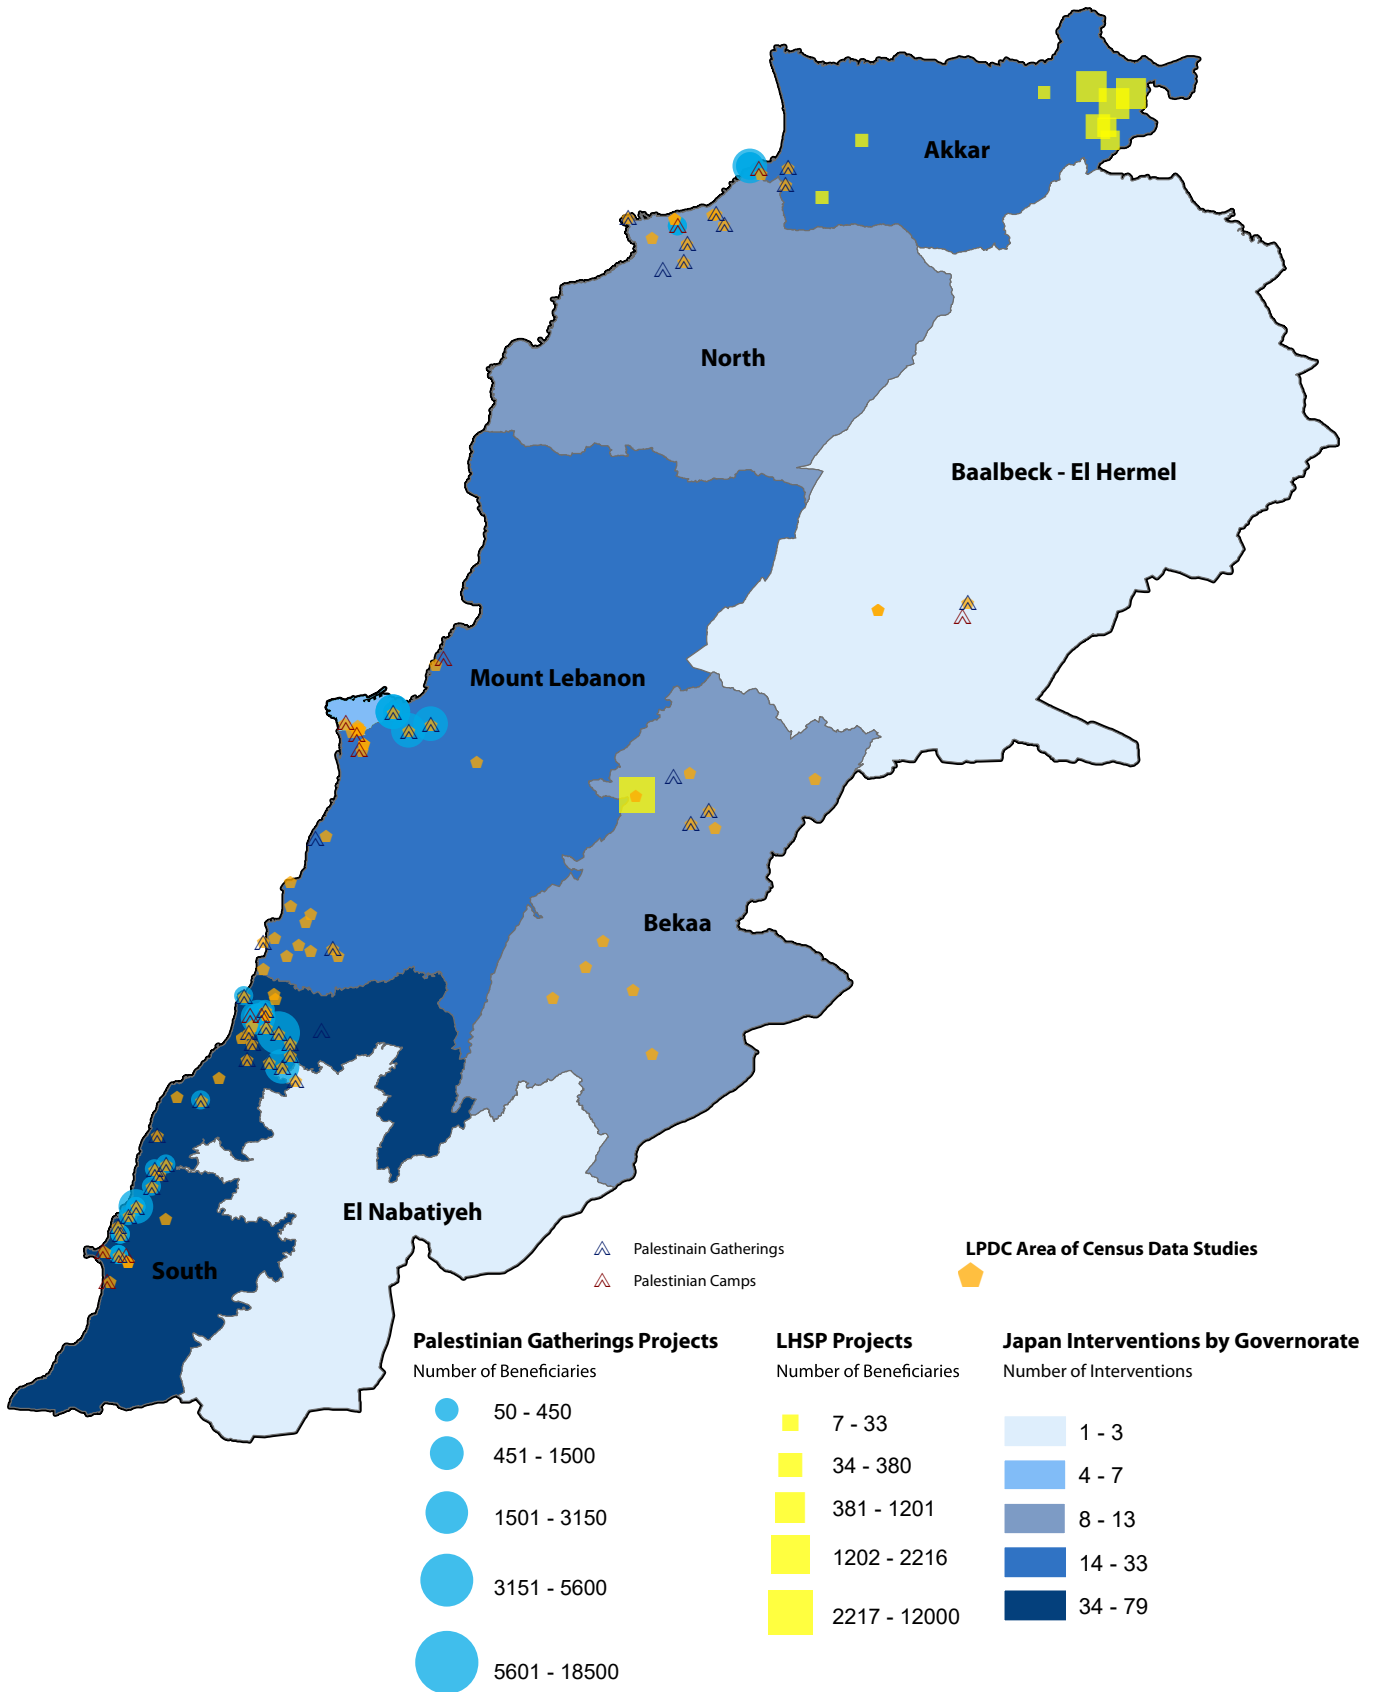 Akkar
North
Baalbeck - El Hermel
Mount Lebanon
Bekaa
El Nabatiyeh
South
Palestinain Gatherings
Palestinian Camps
LPDC Area of Census Data Studies
Palestinian Gatherings Projects
Number of Beneficiaries
50 - 450
451 - 1500
1501 - 3150
3151 - 5600
5601 - 18500
LHSP Projects
Number of Beneficiaries
7 - 33
34 - 380
381 - 1201
1202 - 2216
2217 - 12000
Japan Interventions by Governorate
Number of Interventions
1 - 3
4 - 7
8 - 13
14 - 33
34 - 79